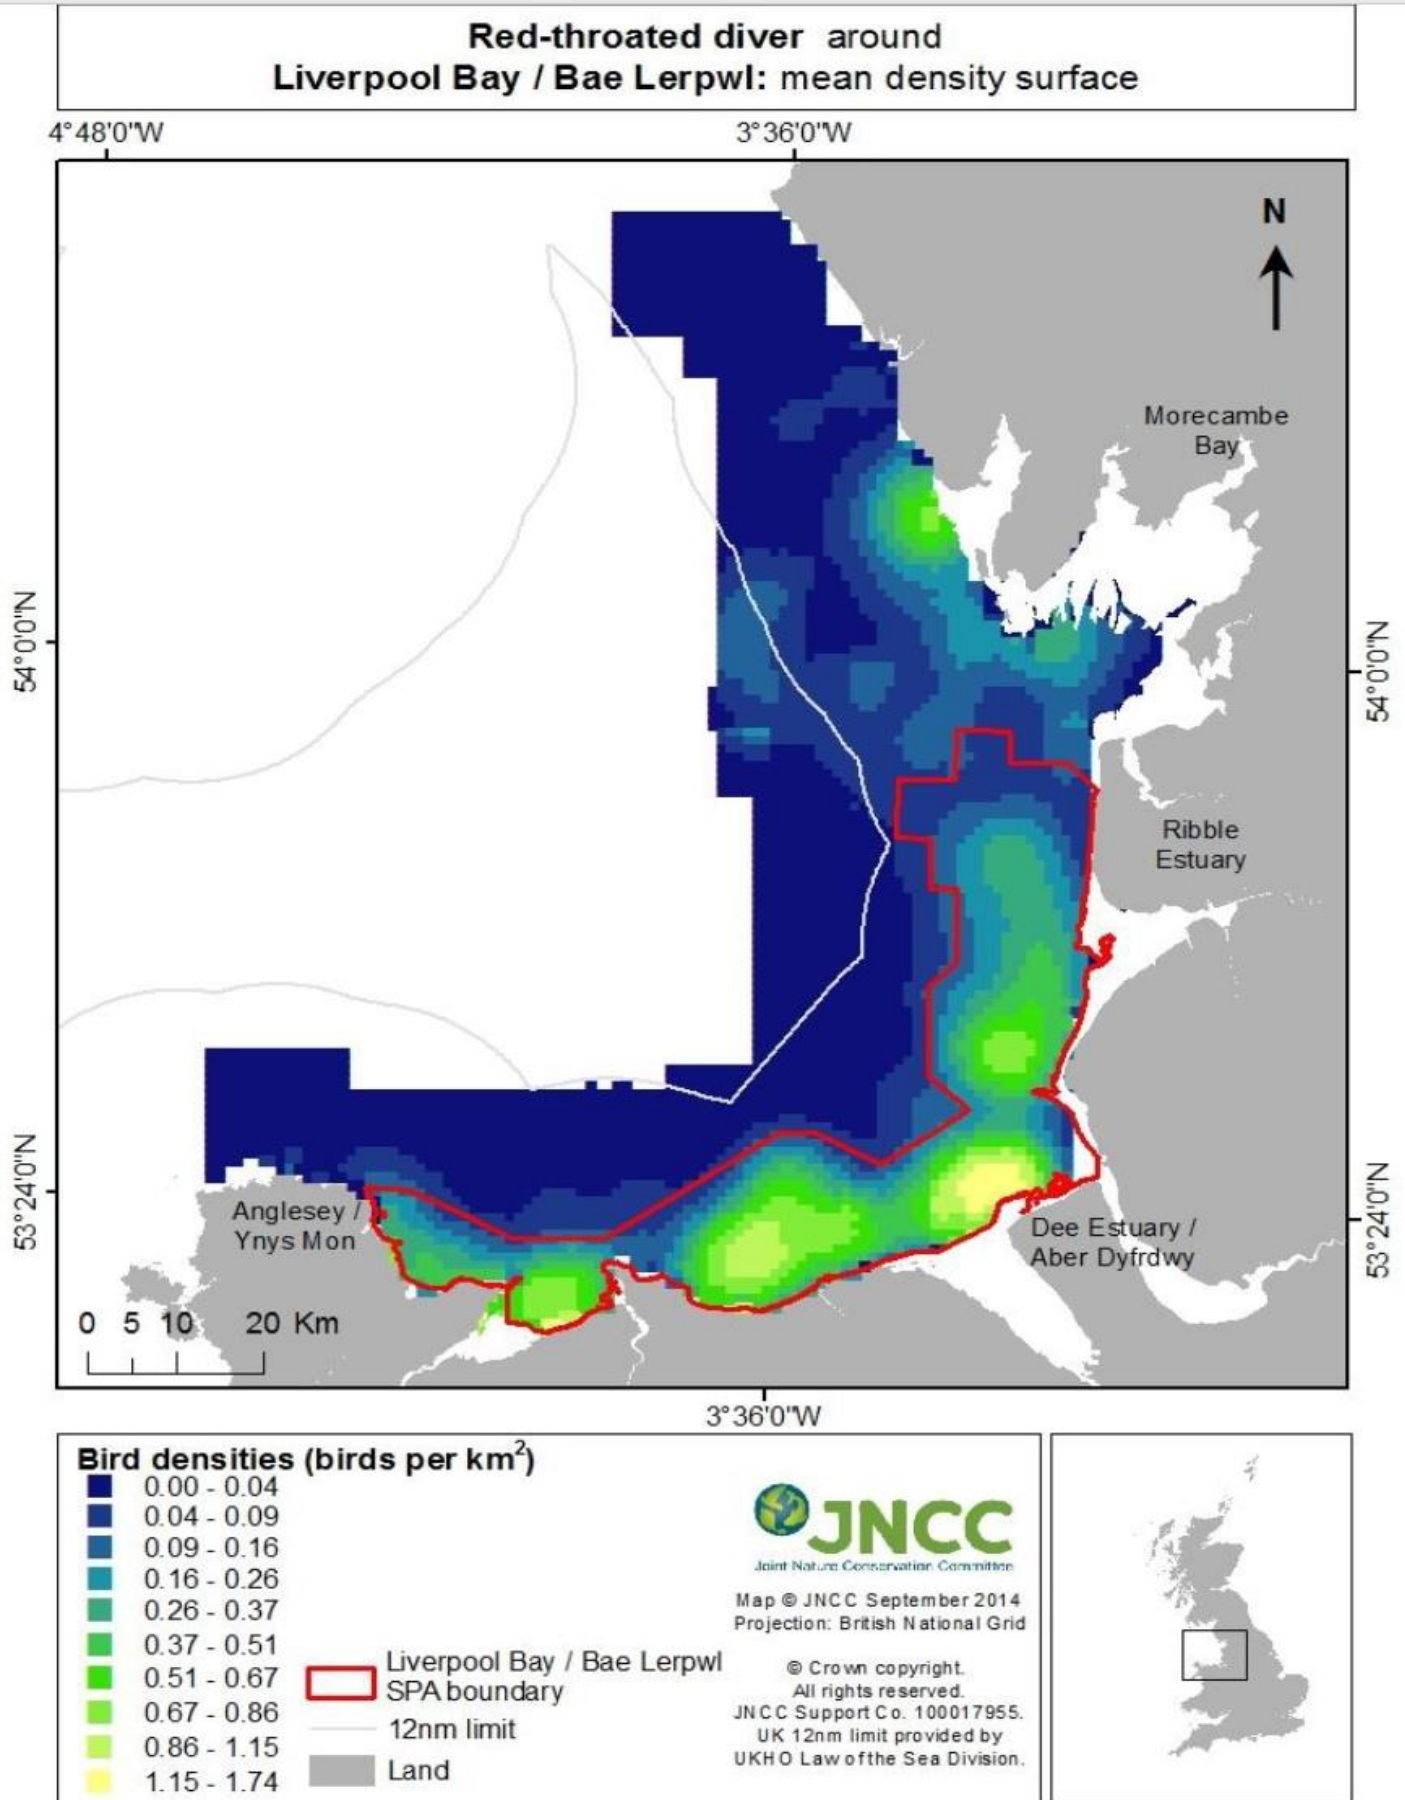 Red-throated diver around
Liverpool Bay / Bae Lerpwl: mean density surface
4°48'0"W
3°36'0"W
N
Morecambe
Bay
54°0'0"N
54°0'0"N
Ribble
Estuary
53°24'0"N
53°24'0"N
Anglesey /
Ynys Mon
Dee Estuary /
Aber Dyfrdwy
0 5 10 20 Km
3°36'0"W
Bird densities (birds per km²)
0.00 - 0.04
0.04 - 0.09
0.09 - 0.16
0.16 - 0.26
0.26 - 0.37
0.37 - 0.51
0.51 - 0.67
0.67 - 0.86
0.86 - 1.15
1.15 - 1.74
Liverpool Bay / Bae Lerpwl
SPA boundary
12nm limit
Land
JNCC
Joint Nature Conservation Committee
Map © JNCC September 2014
Projection: British National Grid
© Crown copyright.
All rights reserved.
JNCC Support Co. 100017955.
UK 12nm limit provided by
UKHO Law of the Sea Division.